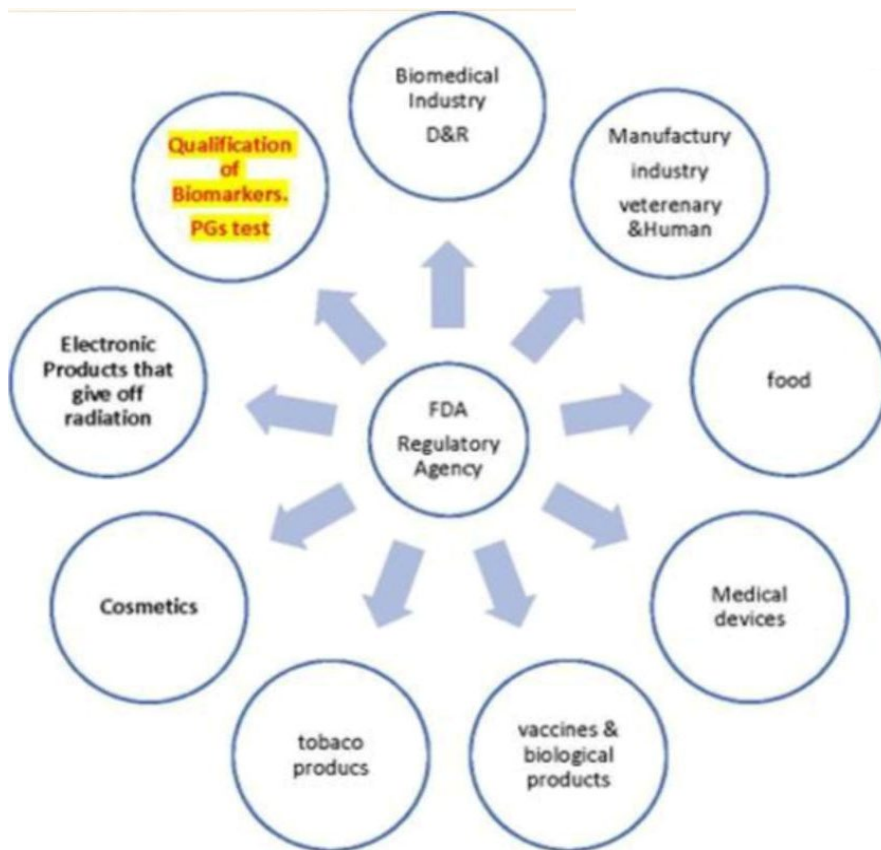 Biomedical
Industry
D&R
Manufactury
industry
veterenary
&Human
food
Medical
devices
vaccines &
biological
products
tobaco
producs
Cosmetics
Electronic
Products that
give off
radiation
Qualification
of
Biomarkers.
PGs test
FDA
Regulatory
Agency